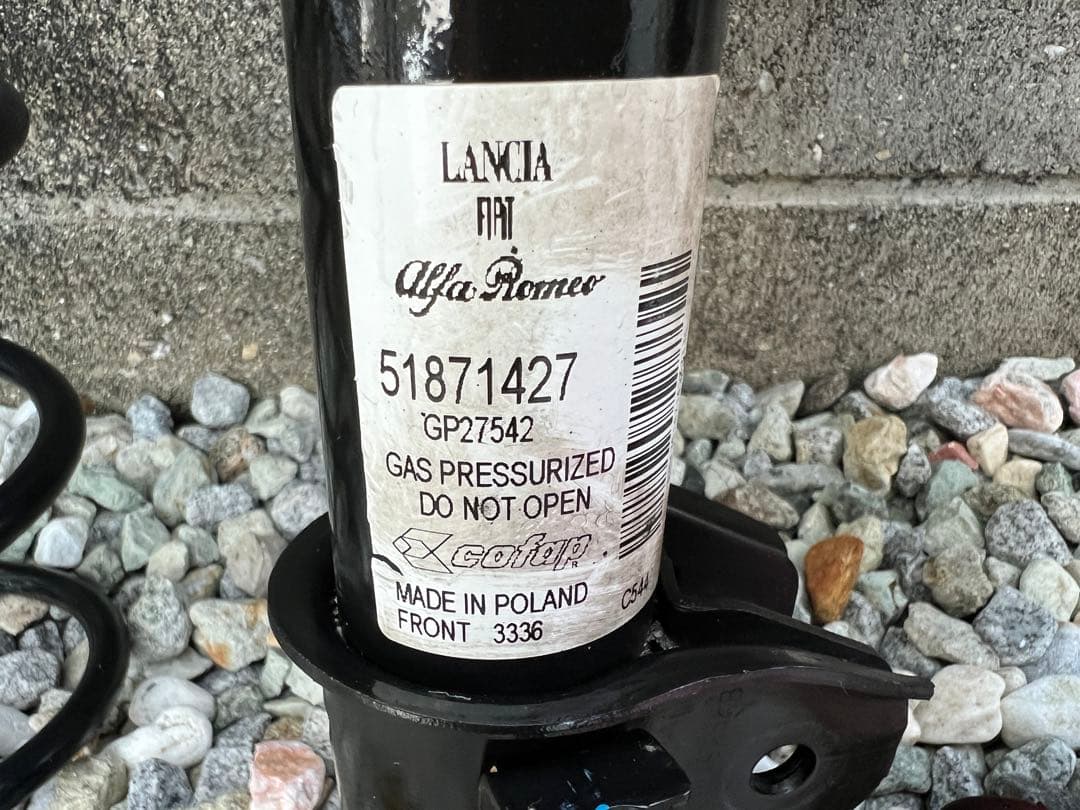 LANCIA
FIAT
Alfa Romeo
51871427
GP27542
GAS PRESSURIZED
DO NOT OPEN
cofap
R
MADE IN POLAND
FRONT 3336
C544